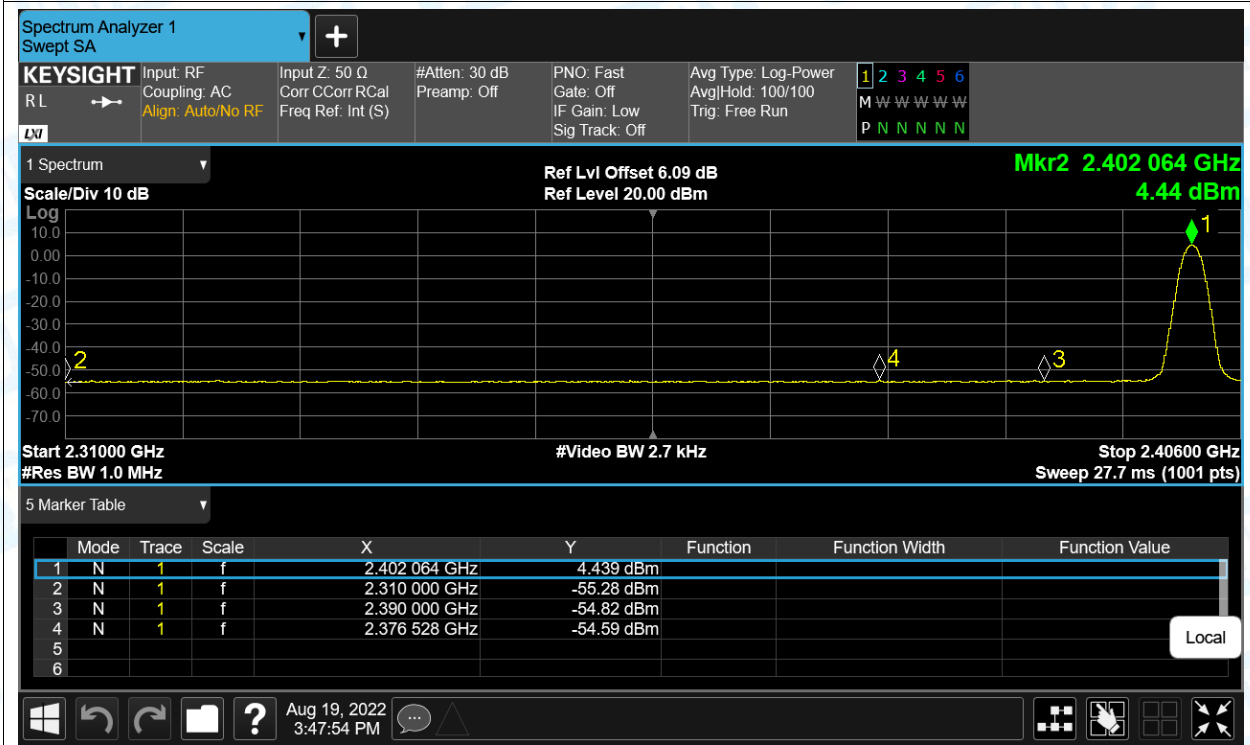 Spectrum Analyzer 1
Swept SA
+
KEYSIGHT
R L
LXI
Input: RF
Coupling: AC
Align: Auto/No RF
Input Z: 50 Ω
Corr CCorr RCal
Freq Ref: Int (S)
#Atten: 30 dB
Preamp: Off
PNO: Fast
Gate: Off
IF Gain: Low
Sig Track: Off
Avg Type: Log-Power
Avg|Hold: 100/100
Trig: Free Run
1 2 3 4 5 6
M W W W W W
P N N N N N
1 Spectrum
Scale/Div 10 dB
Ref Lvl Offset 6.09 dB
Ref Level 20.00 dBm
Mkr2 2.402 064 GHz
4.44 dBm
Log
10.0
0.00
-10.0
-20.0
-30.0
-40.0
-50.0
-60.0
-70.0
1
2
4
3
Start 2.31000 GHz
#Res BW 1.0 MHz
#Video BW 2.7 kHz
Stop 2.40600 GHz
Sweep 27.7 ms (1001 pts)
5 Marker Table
Mode Trace Scale X Y Function Function Width Function Value
1 N 1 f 2.402 064 GHz 4.439 dBm
2 N 1 f 2.310 000 GHz -55.28 dBm
3 N 1 f 2.390 000 GHz -54.82 dBm
4 N 1 f 2.376 528 GHz -54.59 dBm
5
6
Local
?
Aug 19, 2022
3:47:54 PM